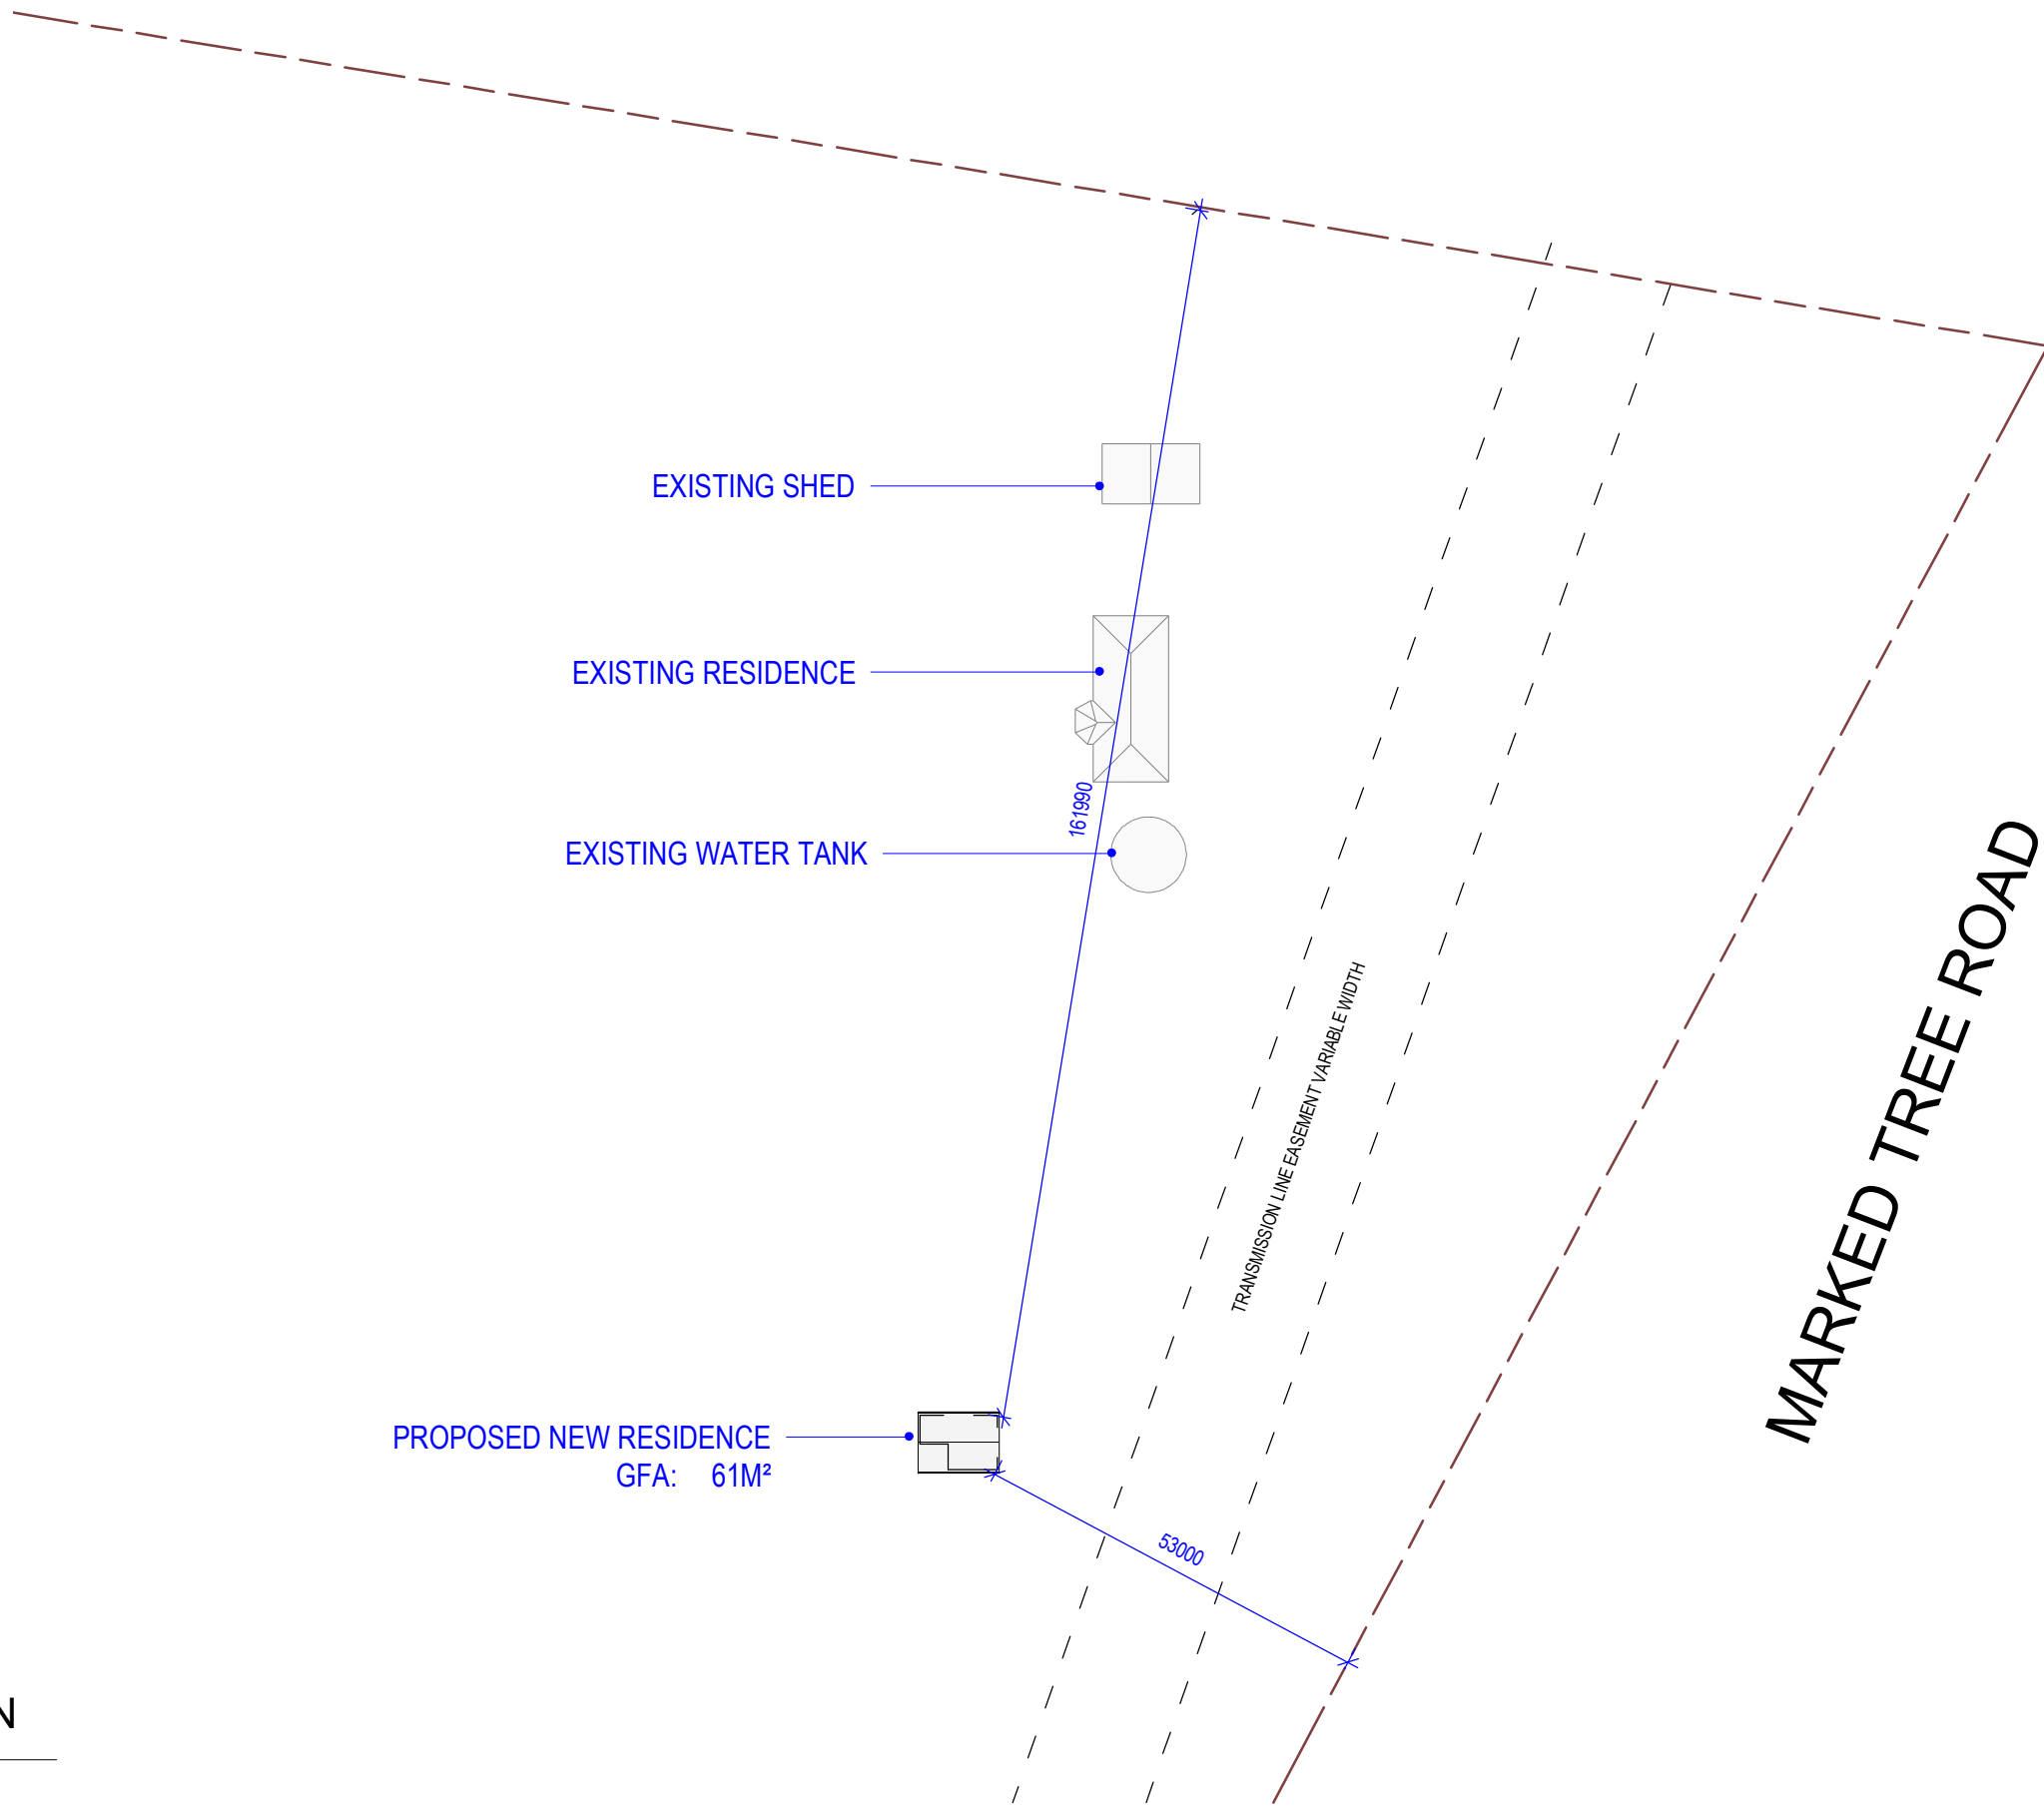 EXISTING SHED
EXISTING RESIDENCE
161990
EXISTING WATER TANK
MARKED TREE ROAD
TRANSMISSION LINE EASEMENT VARIABLE WIDTH
PROPOSED NEW RESIDENCE
GFA: 61M²
53000
N